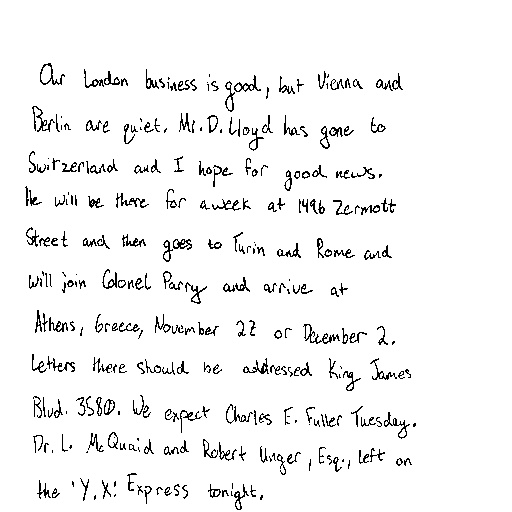 Our London business is good, but Vienna and
Berlin are quiet. Mr. D. Lloyd has gone to
Switzerland and I hope for good news.
He will be there for a week at 1496 Zermott
Street and then goes to Turin and Rome and
will join Colonel Parry and arrive at
Athens, Greece, November 27 or December 2.
Letters there should be addressed King James
Blvd. 3580. We expect Charles E. Fuller Tuesday.
Dr. L. McQuaid and Robert Unger, Esq., left on
the 'Y.X.' Express tonight.